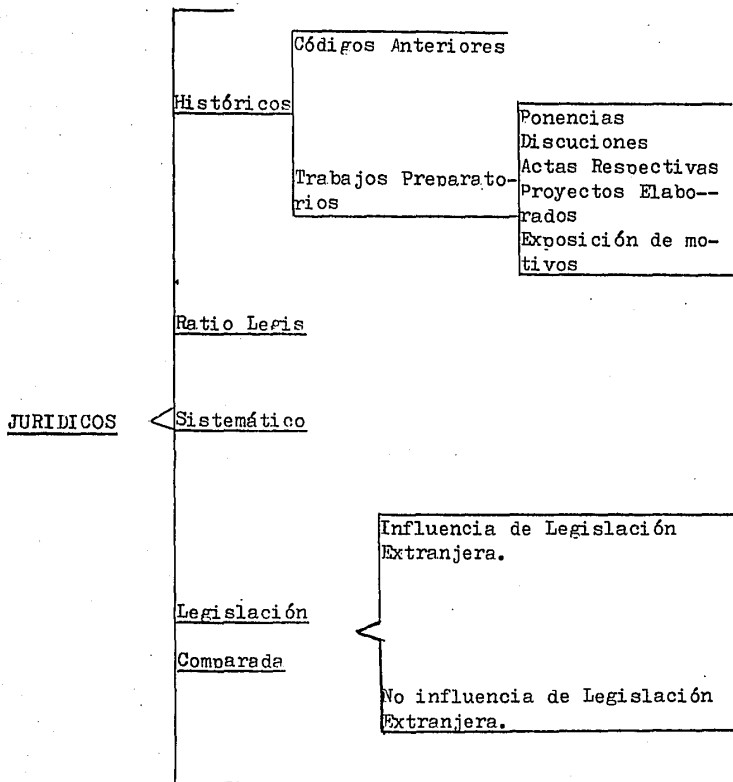 Códigos Anteriores
Históricos
Trabajos Preparato-
rios
Ponencias
Discuciones
Actas Respectivas
Proyectos Elabo--
rados
Exposición de mo-
tivos
Ratio Legis
JURIDICOS
Sistemático
Influencia de Legislación
Extranjera.
Legislación
Comparada
No influencia de Legislación
Extranjera.